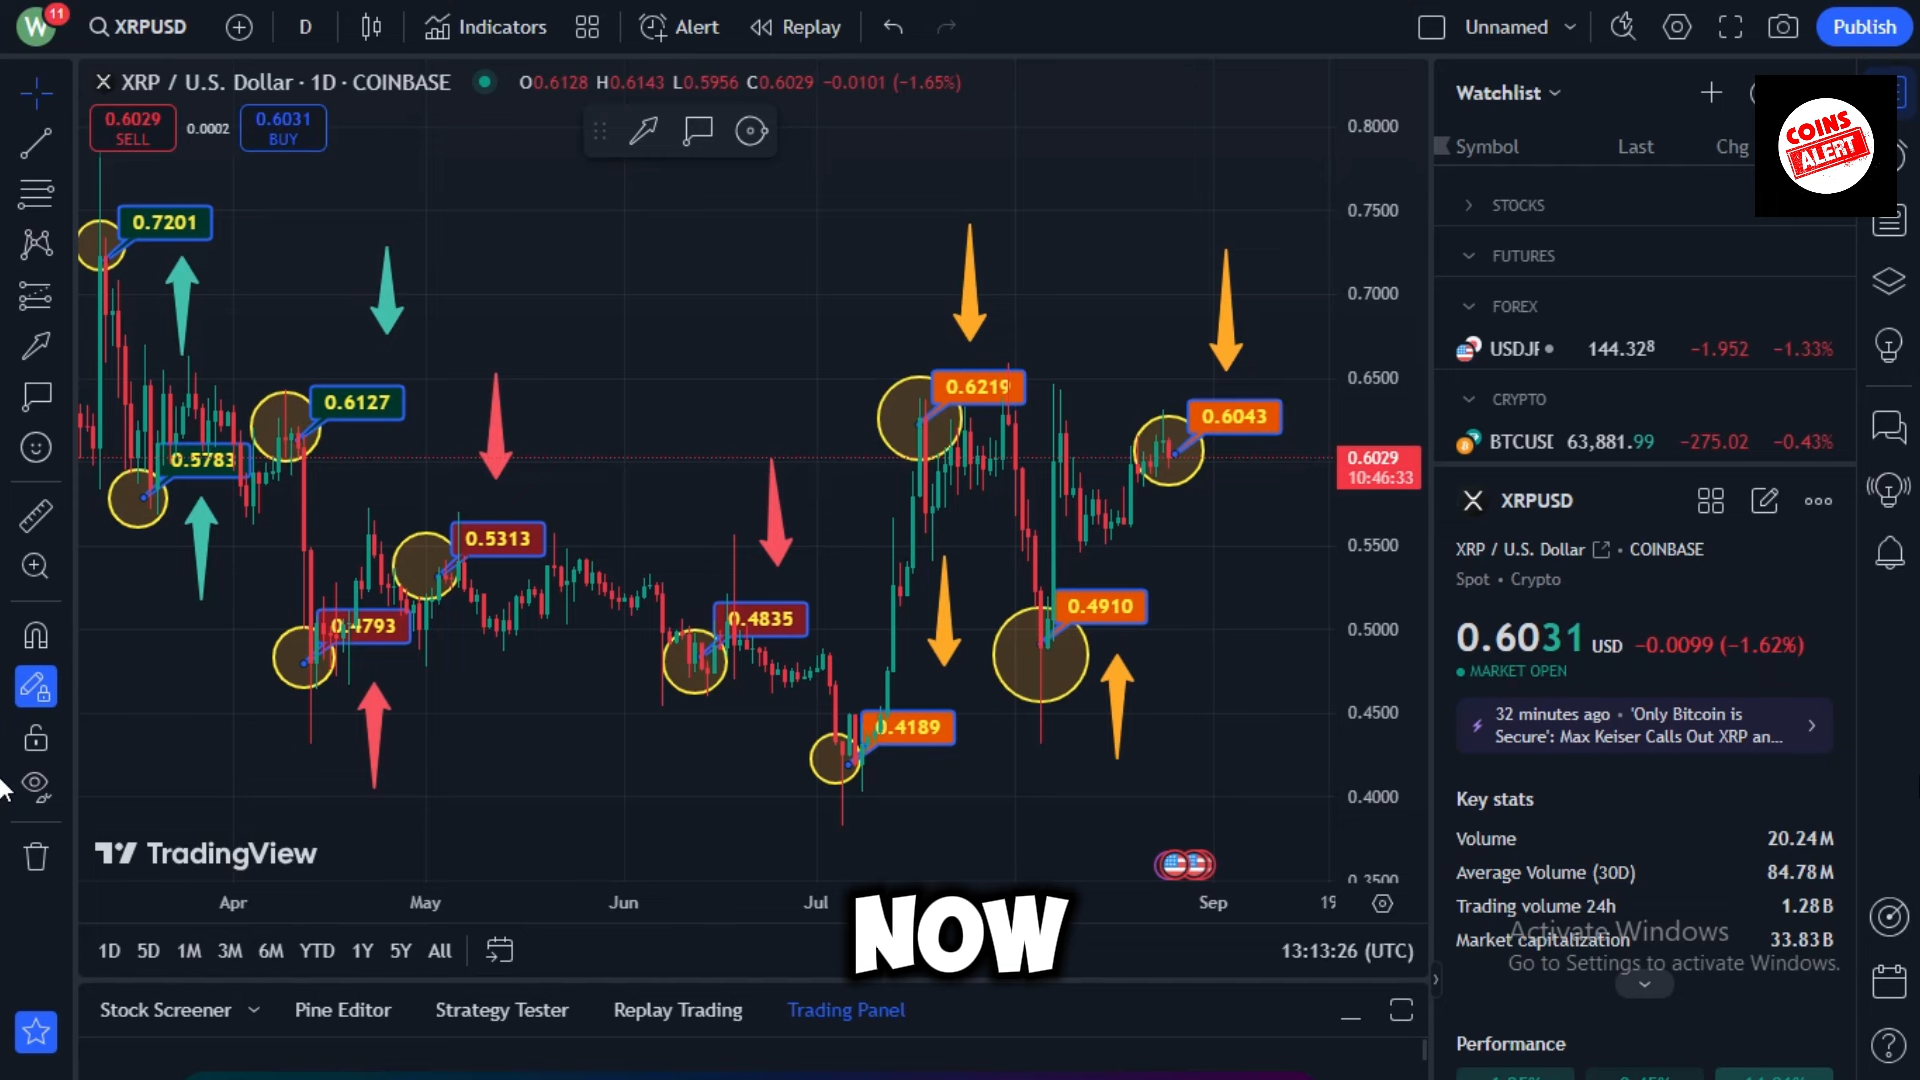 W 11 XRPUSD D Indicators Alert Replay Unnamed Publish
X XRP / U.S. Dollar · 1D · COINBASE O0.6128 H0.6143 L0.5956 C0.6029 −0.0101 (−1.65%)
0.6029 SELL 0.0002 0.6031 BUY
0.8000
0.7500
0.7000
0.6500
0.6029
10:46:33
0.5500
0.5000
0.4500
0.4000
0.3500
0.7201
0.5783
0.6127
0.4793
0.5313
0.4835
0.4189
0.6219
0.4910
0.6043
TradingView
Apr May Jun Jul Sep 19
NOW
1D 5D 1M 3M 6M YTD 1Y 5Y All 13:13:26 (UTC)
Stock Screener Pine Editor Strategy Tester Replay Trading Trading Panel
Watchlist
COINS
ALERT
Symbol Last Chg
STOCKS
FUTURES
FOREX
USDJP 144.328 −1.952 −1.33%
CRYPTO
BTCUSD 63,881.99 −275.02 −0.43%
XRPUSD
XRP / U.S. Dollar • COINBASE
Spot • Crypto
0.6031 USD −0.0099 (−1.62%)
MARKET OPEN
32 minutes ago • 'Only Bitcoin is
Secure': Max Keiser Calls Out XRP an...
Key stats
Volume 20.24M
Average Volume (30D) 84.78M
Trading volume 24h 1.28B
Market capitalization 33.83B
Activate Windows
Go to Settings to activate Windows.
Performance